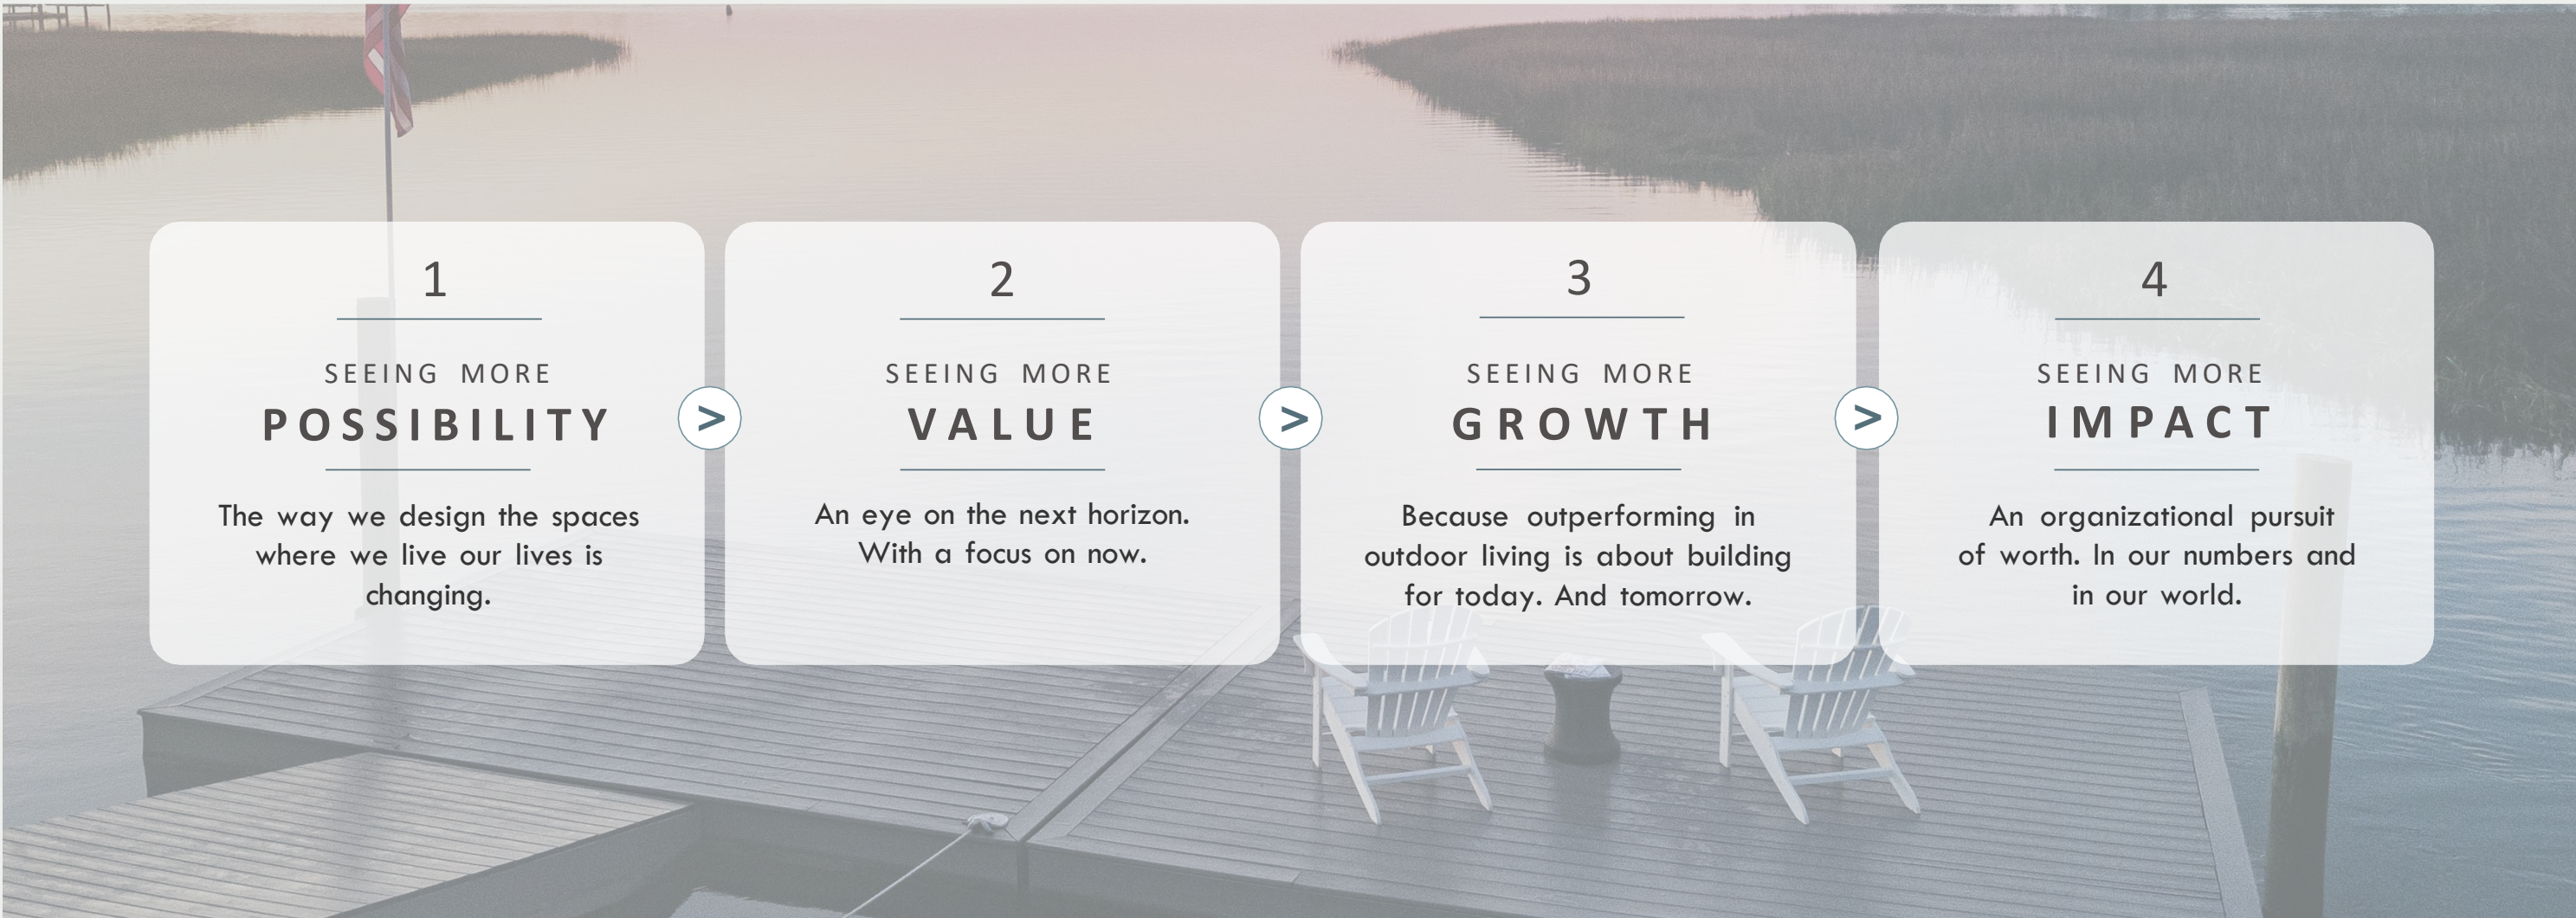 1
SEEING MORE
POSSIBILITY
The way we design the spaces
where we live our lives is
changing.
>
2
SEEING MORE
VALUE
An eye on the next horizon.
With a focus on now.
>
3
SEEING MORE
GROWTH
Because outperforming in
outdoor living is about building
for today. And tomorrow.
>
4
SEEING MORE
IMPACT
An organizational pursuit
of worth. In our numbers and
in our world.